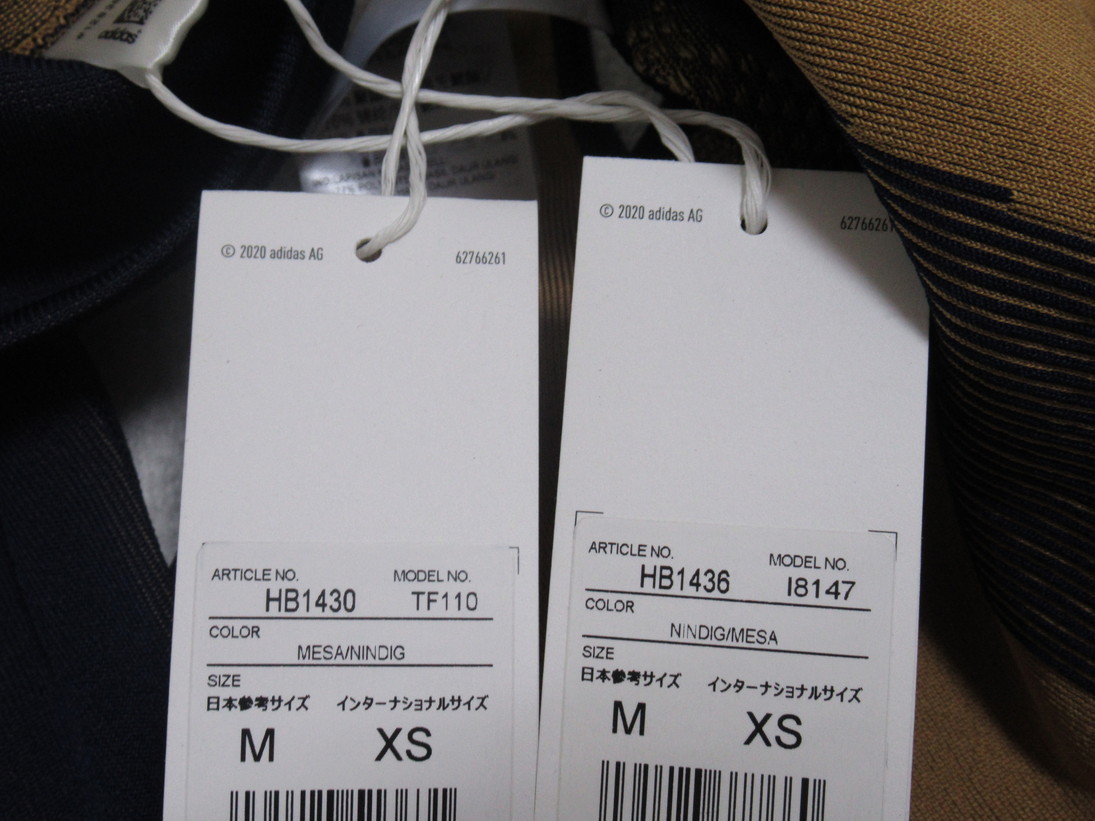 adidas
© 2020 adidas AG
62766261
ARTICLE NO. MODEL NO.
HB1430 TF110
COLOR
MESA/NINDIG
SIZE
日本参考サイズ インターナショナルサイズ
M XS
© 2020 adidas AG
62766261
ARTICLE NO. MODEL NO.
HB1436 I8147
COLOR
NINDIG/MESA
SIZE
日本参考サイズ インターナショナルサイズ
M XS